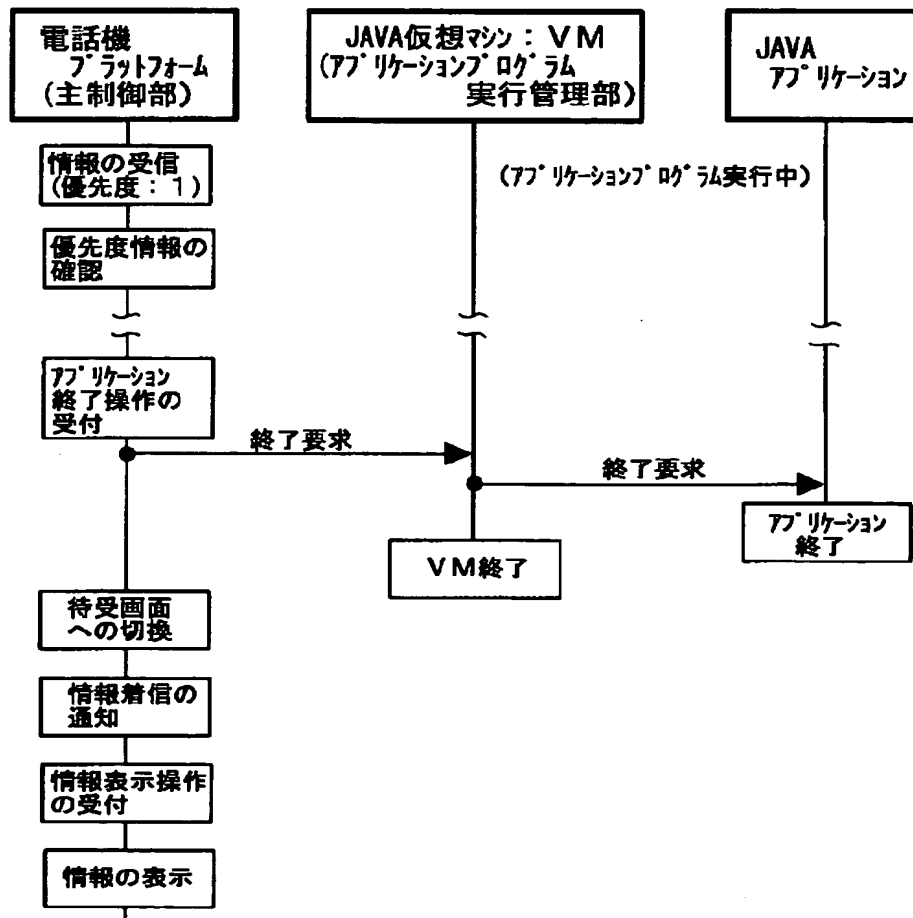 電話機
プラットフォーム
(主制御部)
JAVA仮想マシン:VM
(アプリケーションプログラム
実行管理部)
JAVA
アプリケーション
情報の受信
(優先度:1)
(アプリケーションプログラム実行中)
優先度情報の
確認
アプリケーション
終了操作の
受付
終了要求
終了要求
アプリケーション
終了
VM終了
待受画面
への切換
情報着信の
通知
情報表示操作
の受付
情報の表示